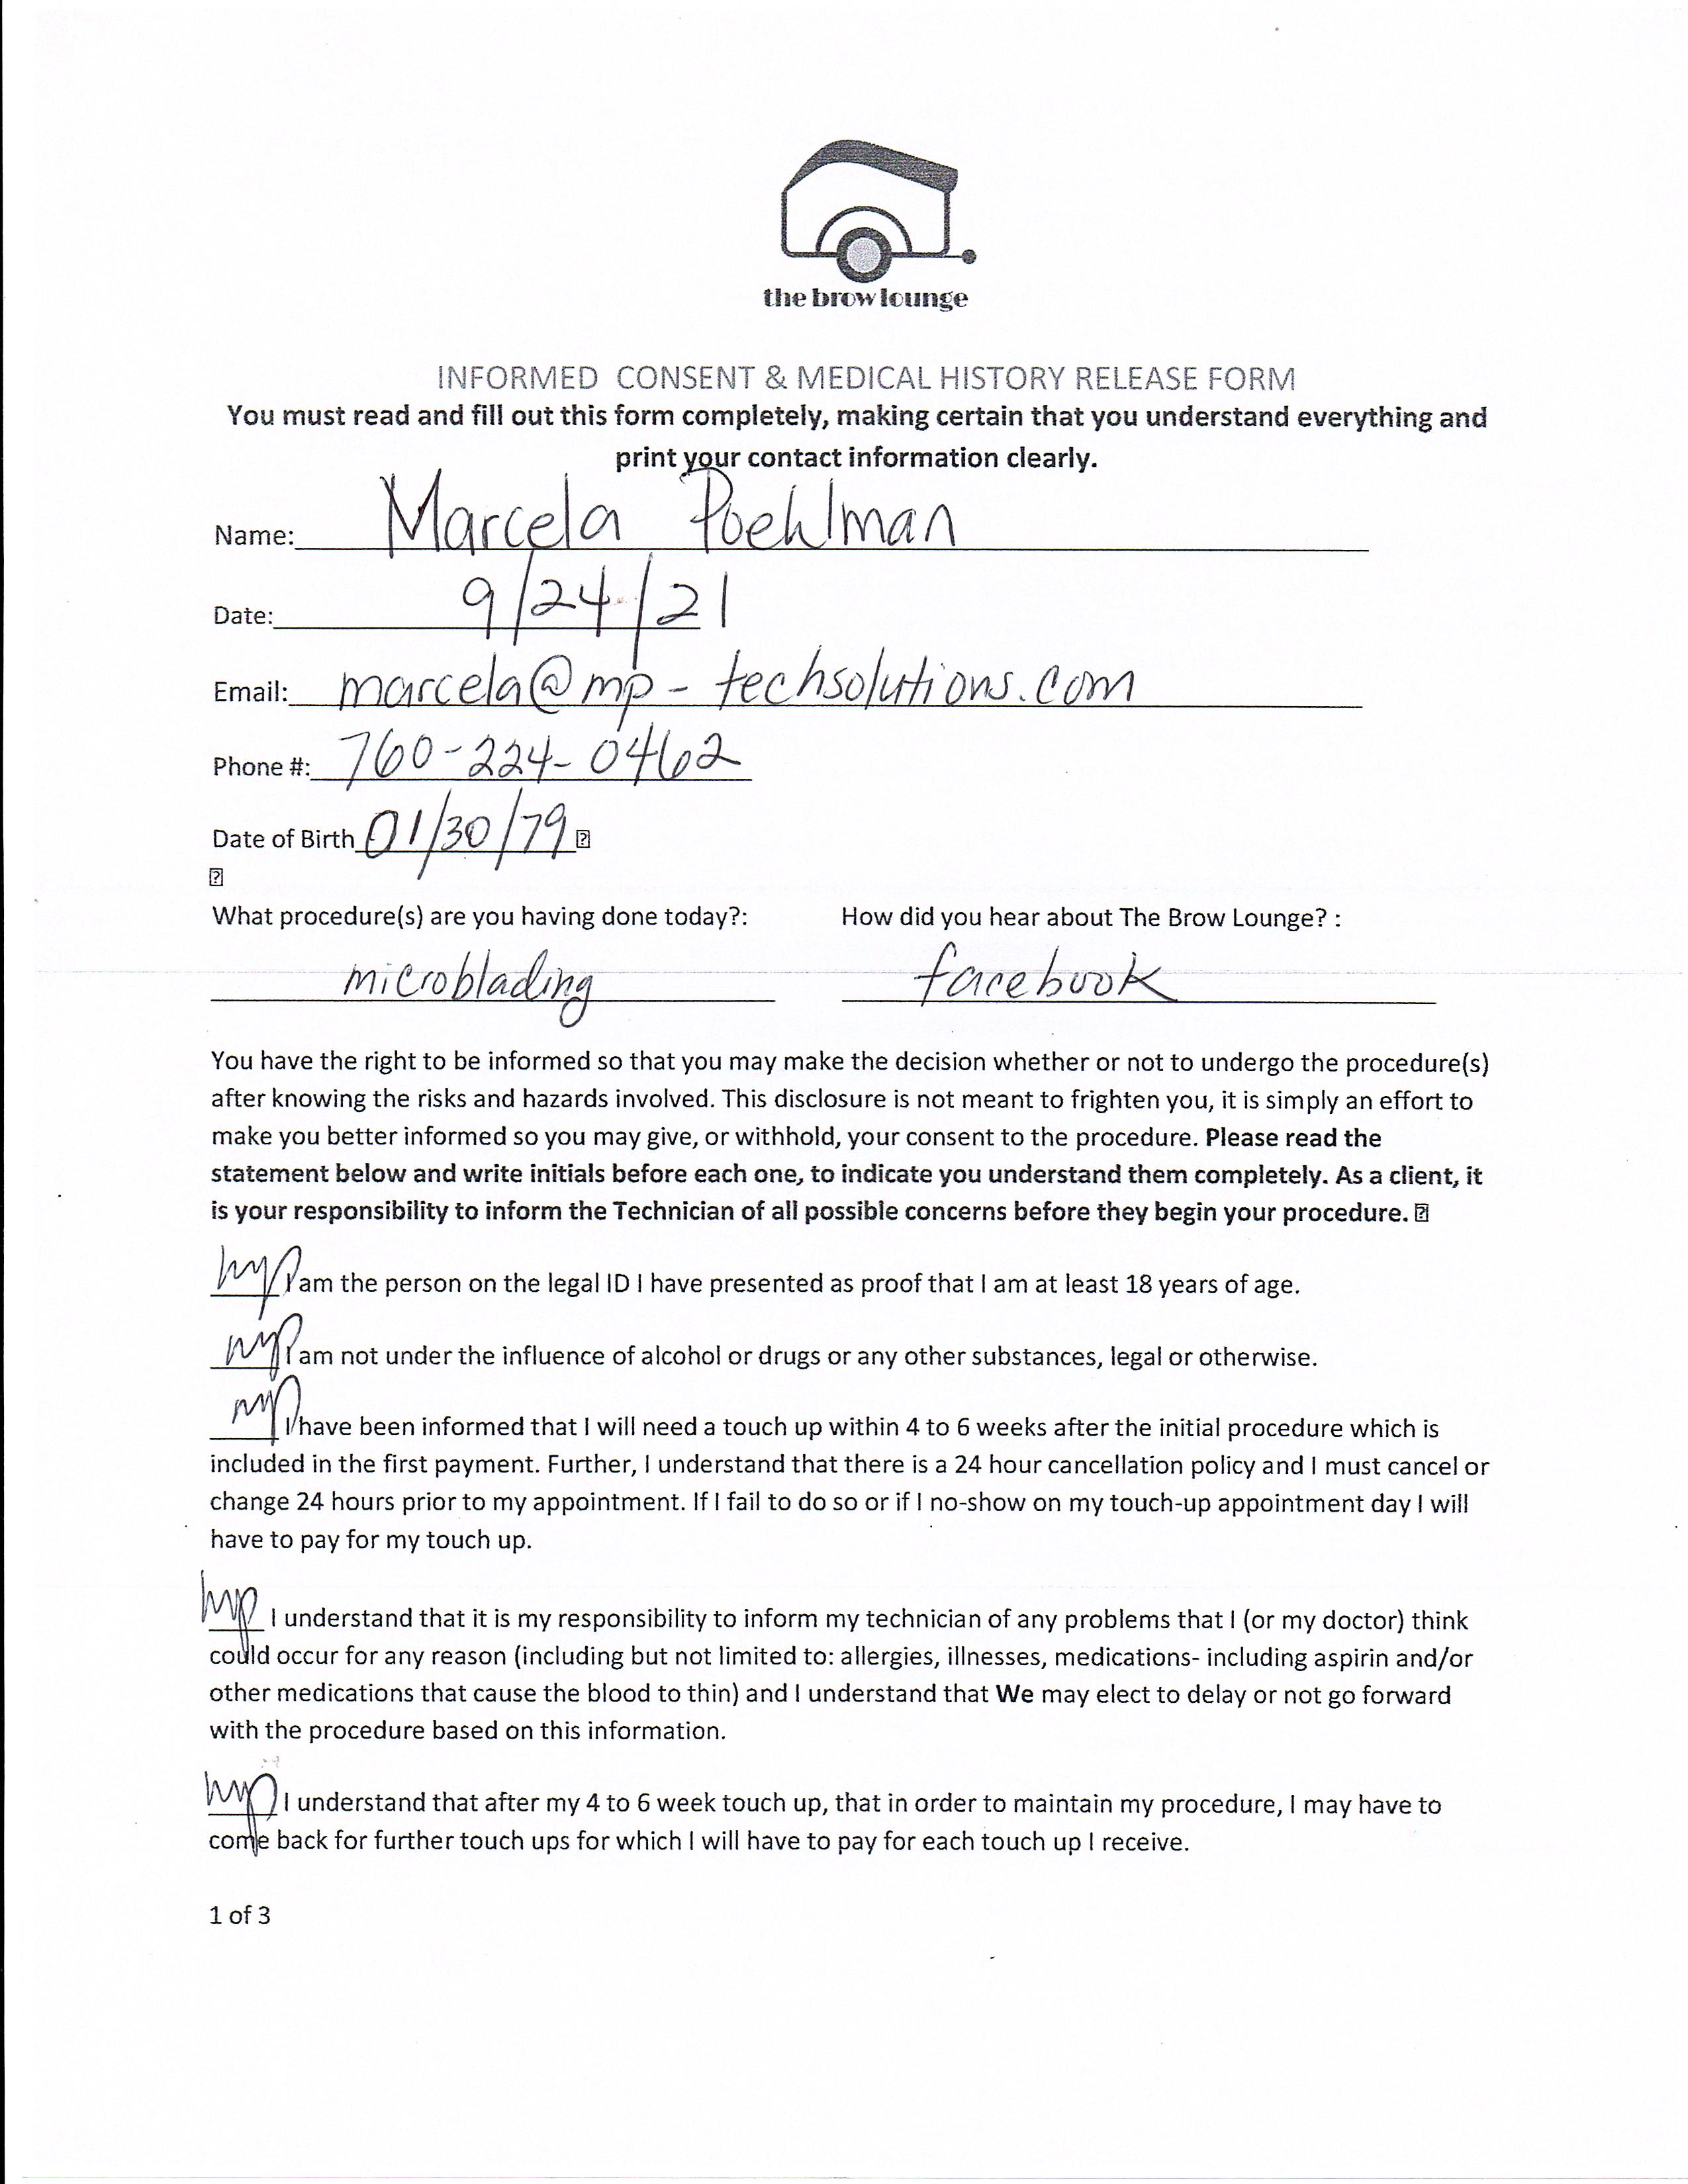 the brow lounge
INFORMED CONSENT & MEDICAL HISTORY RELEASE FORM
You must read and fill out this form completely, making certain that you understand everything and
print your contact information clearly.
Name: Marcela Poehlman
Date: 9/24/21
Email: marcela@mp-techsolutions.com
Phone #: 760-224-0462
Date of Birth 01/30/79
What procedure(s) are you having done today?: How did you hear about The Brow Lounge? :
microblading facebook
You have the right to be informed so that you may make the decision whether or not to undergo the procedure(s)
after knowing the risks and hazards involved. This disclosure is not meant to frighten you, it is simply an effort to
make you better informed so you may give, or withhold, your consent to the procedure. Please read the
statement below and write initials before each one, to indicate you understand them completely. As a client, it
is your responsibility to inform the Technician of all possible concerns before they begin your procedure.
mp I am the person on the legal ID I have presented as proof that I am at least 18 years of age.
mp I am not under the influence of alcohol or drugs or any other substances, legal or otherwise.
mp I have been informed that I will need a touch up within 4 to 6 weeks after the initial procedure which is
included in the first payment. Further, I understand that there is a 24 hour cancellation policy and I must cancel or
change 24 hours prior to my appointment. If I fail to do so or if I no-show on my touch-up appointment day I will
have to pay for my touch up.
mp I understand that it is my responsibility to inform my technician of any problems that I (or my doctor) think
could occur for any reason (including but not limited to: allergies, illnesses, medications- including aspirin and/or
other medications that cause the blood to thin) and I understand that We may elect to delay or not go forward
with the procedure based on this information.
mp I understand that after my 4 to 6 week touch up, that in order to maintain my procedure, I may have to
come back for further touch ups for which I will have to pay for each touch up I receive.
1 of 3